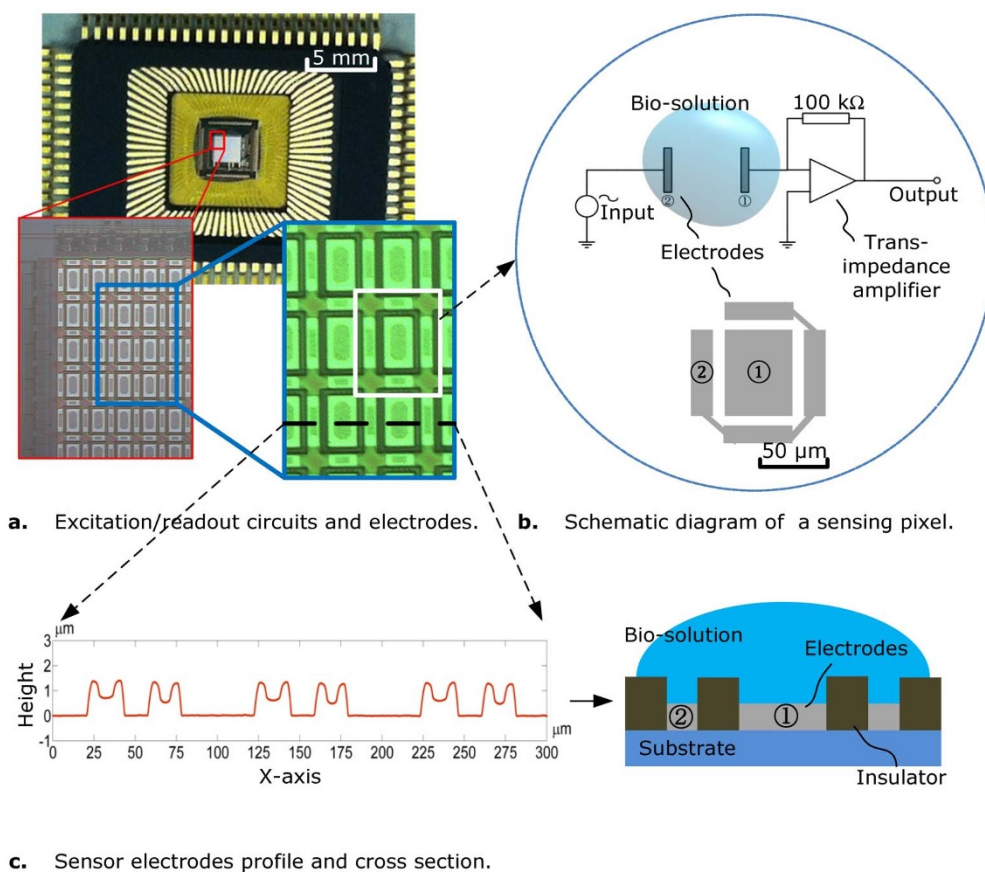 5 mm
Bio-solution
100 kΩ
② ①
~
Input
Output
Electrodes
Trans-
impedance
amplifier
② ①
50 μm
a. Excitation/readout circuits and electrodes.
b. Schematic diagram of a sensing pixel.
μm
3
2
1
0
-1
Height
0 25 50 75 100 125 150 175 200 225 250 275 300
μm
X-axis
Bio-solution
Electrodes
② ①
Substrate
Insulator
c. Sensor electrodes profile and cross section.